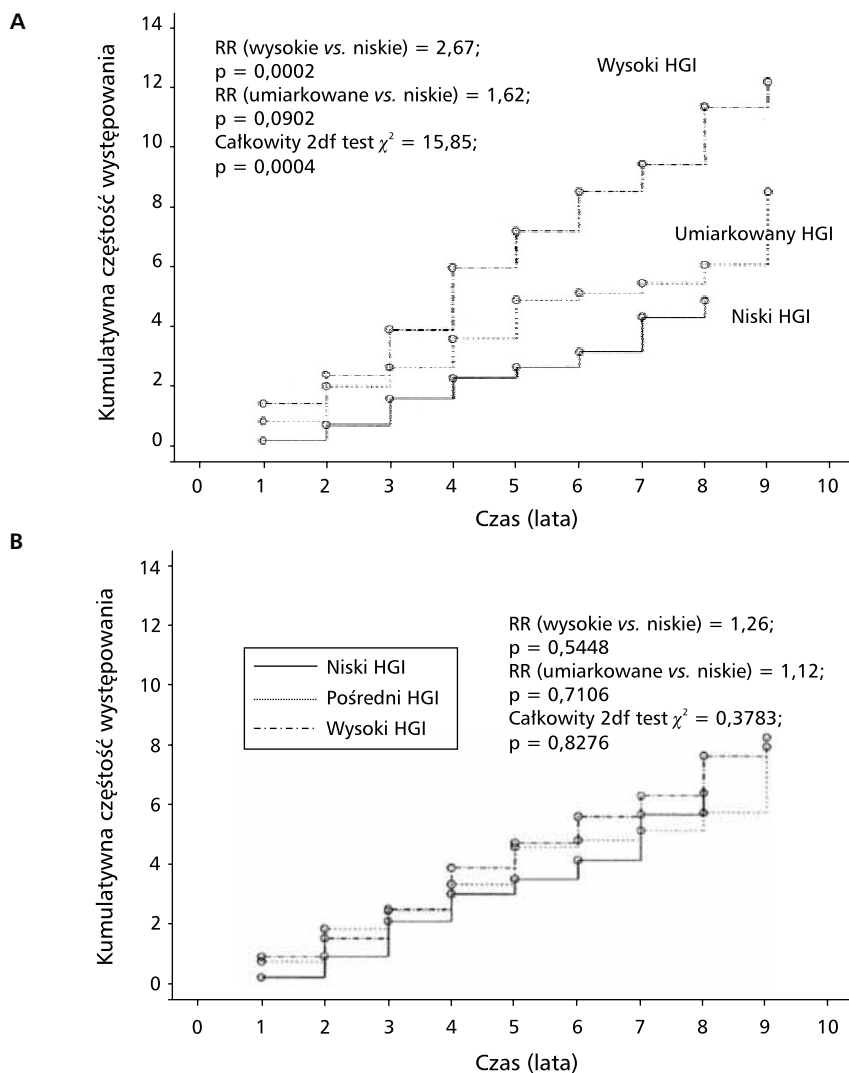 A
Kumulatywna częstość występowania
14
12
10
8
6
4
2
0
RR (wysokie vs. niskie) = 2,67;
p = 0,0002
RR (umiarkowane vs. niskie) = 1,62;
p = 0,0902
Całkowity 2df test χ² = 15,85;
p = 0,0004
Wysoki HGI
Umiarkowany HGI
Niski HGI
0 1 2 3 4 5 6 7 8 9 10
Czas (lata)
B
Kumulatywna częstość występowania
14
12
10
8
6
4
2
0
Niski HGI
Pośredni HGI
Wysoki HGI
RR (wysokie vs. niskie) = 1,26;
p = 0,5448
RR (umiarkowane vs. niskie) = 1,12;
p = 0,7106
Całkowity 2df test χ² = 0,3783;
p = 0,8276
0 1 2 3 4 5 6 7 8 9 10
Czas (lata)